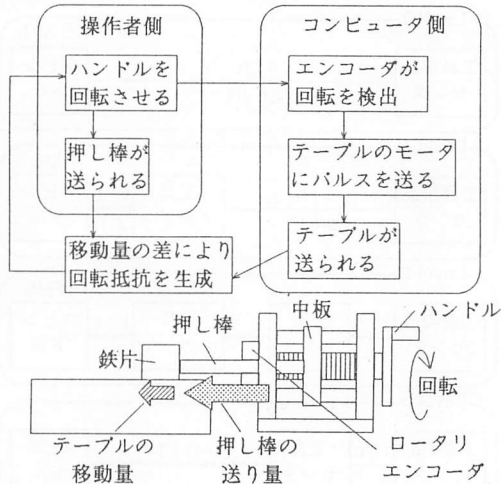 操作者側
コンピュータ側
ハンドルを
回転させる
エンコーダが
回転を検出
押し棒が
送られる
テーブルのモータ
にパルスを送る
移動量の差により
回転抵抗を生成
テーブルが
送られる
中板
ハンドル
押し棒
鉄片
回転
テーブルの
移動量
押し棒の
送り量
ロータリ
エンコーダ